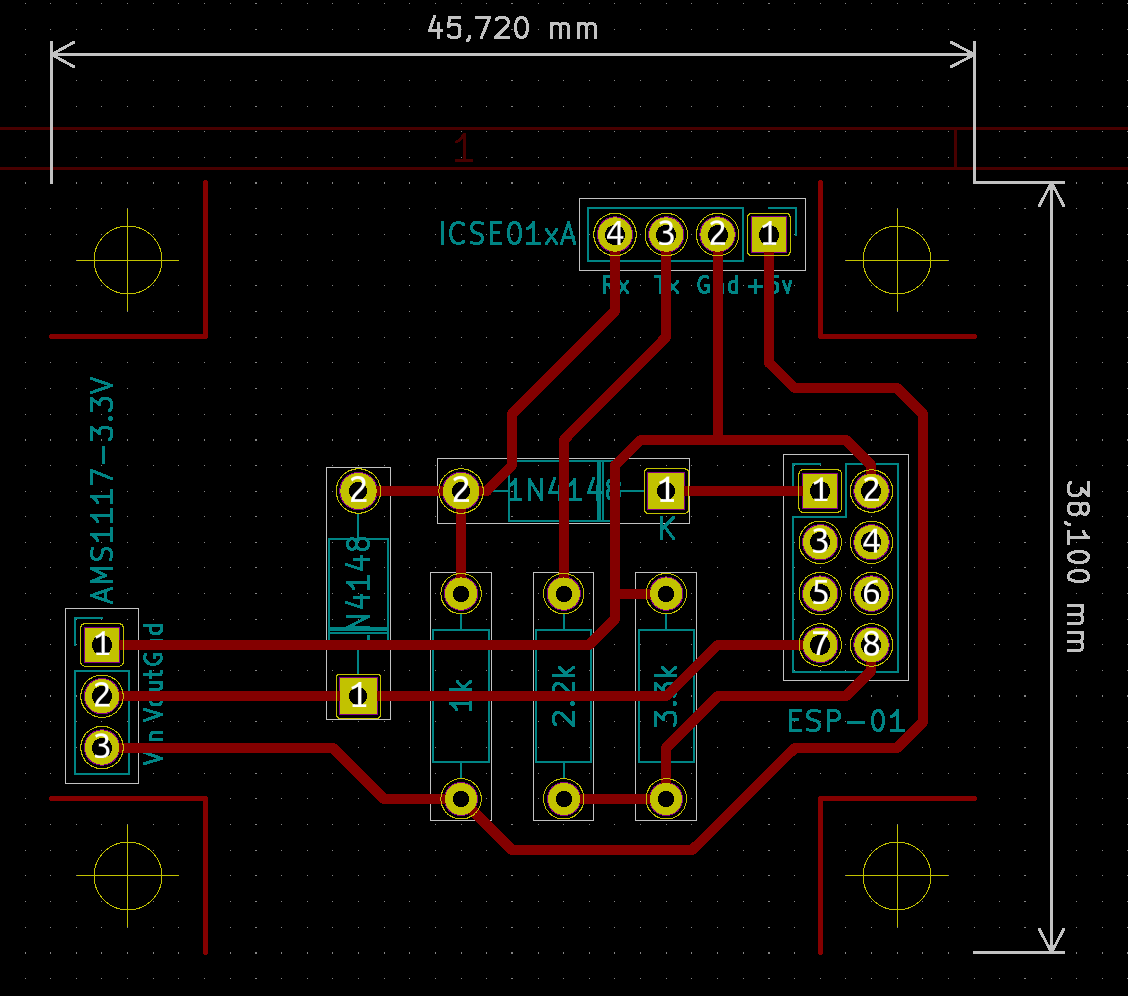 45,720 mm
1
ICSE01xA
4 3 2 1
Rx Tx Gnd +5v
AMS1117-3.3V
2
2
1N4148
1
K
1 2
3 4
5 6
7 8
38,100 mm
1N4148
1
2
3
Vin Vout Gnd
1
1k
2.2k
3.3k
ESP-01